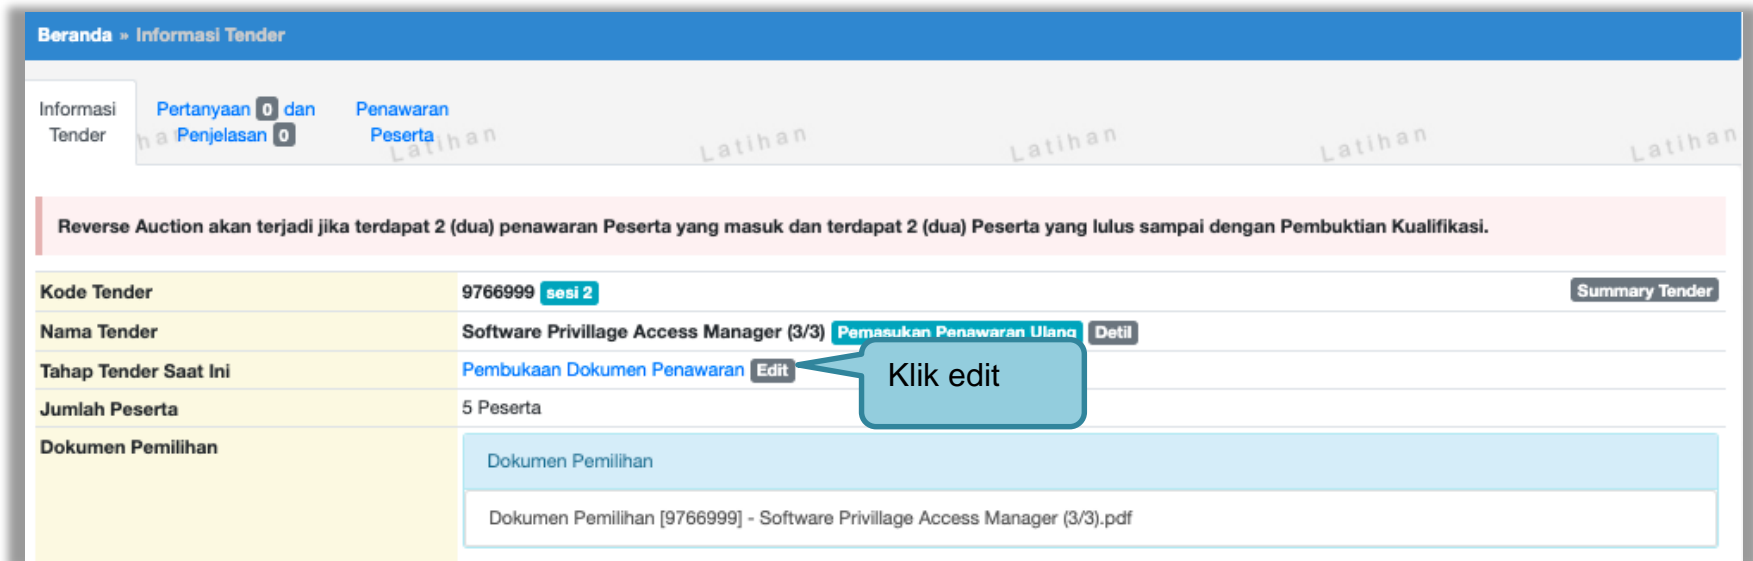 Beranda » Informasi Tender
Informasi Tender
Pertanyaan 0 dan Penjelasan 0
Penawaran Peserta
Latihan Latihan Latihan Latihan Latihan
Reverse Auction akan terjadi jika terdapat 2 (dua) penawaran Peserta yang masuk dan terdapat 2 (dua) Peserta yang lulus sampai dengan Pembuktian Kualifikasi.
Kode Tender 9766999 sesi 2 Summary Tender
Nama Tender Software Privillage Access Manager (3/3) Pemasukan Penawaran Ulang Detil
Tahap Tender Saat Ini Pembukaan Dokumen Penawaran Edit
Klik edit
Jumlah Peserta 5 Peserta
Dokumen Pemilihan
Dokumen Pemilihan
Dokumen Pemilihan [9766999] - Software Privillage Access Manager (3/3).pdf